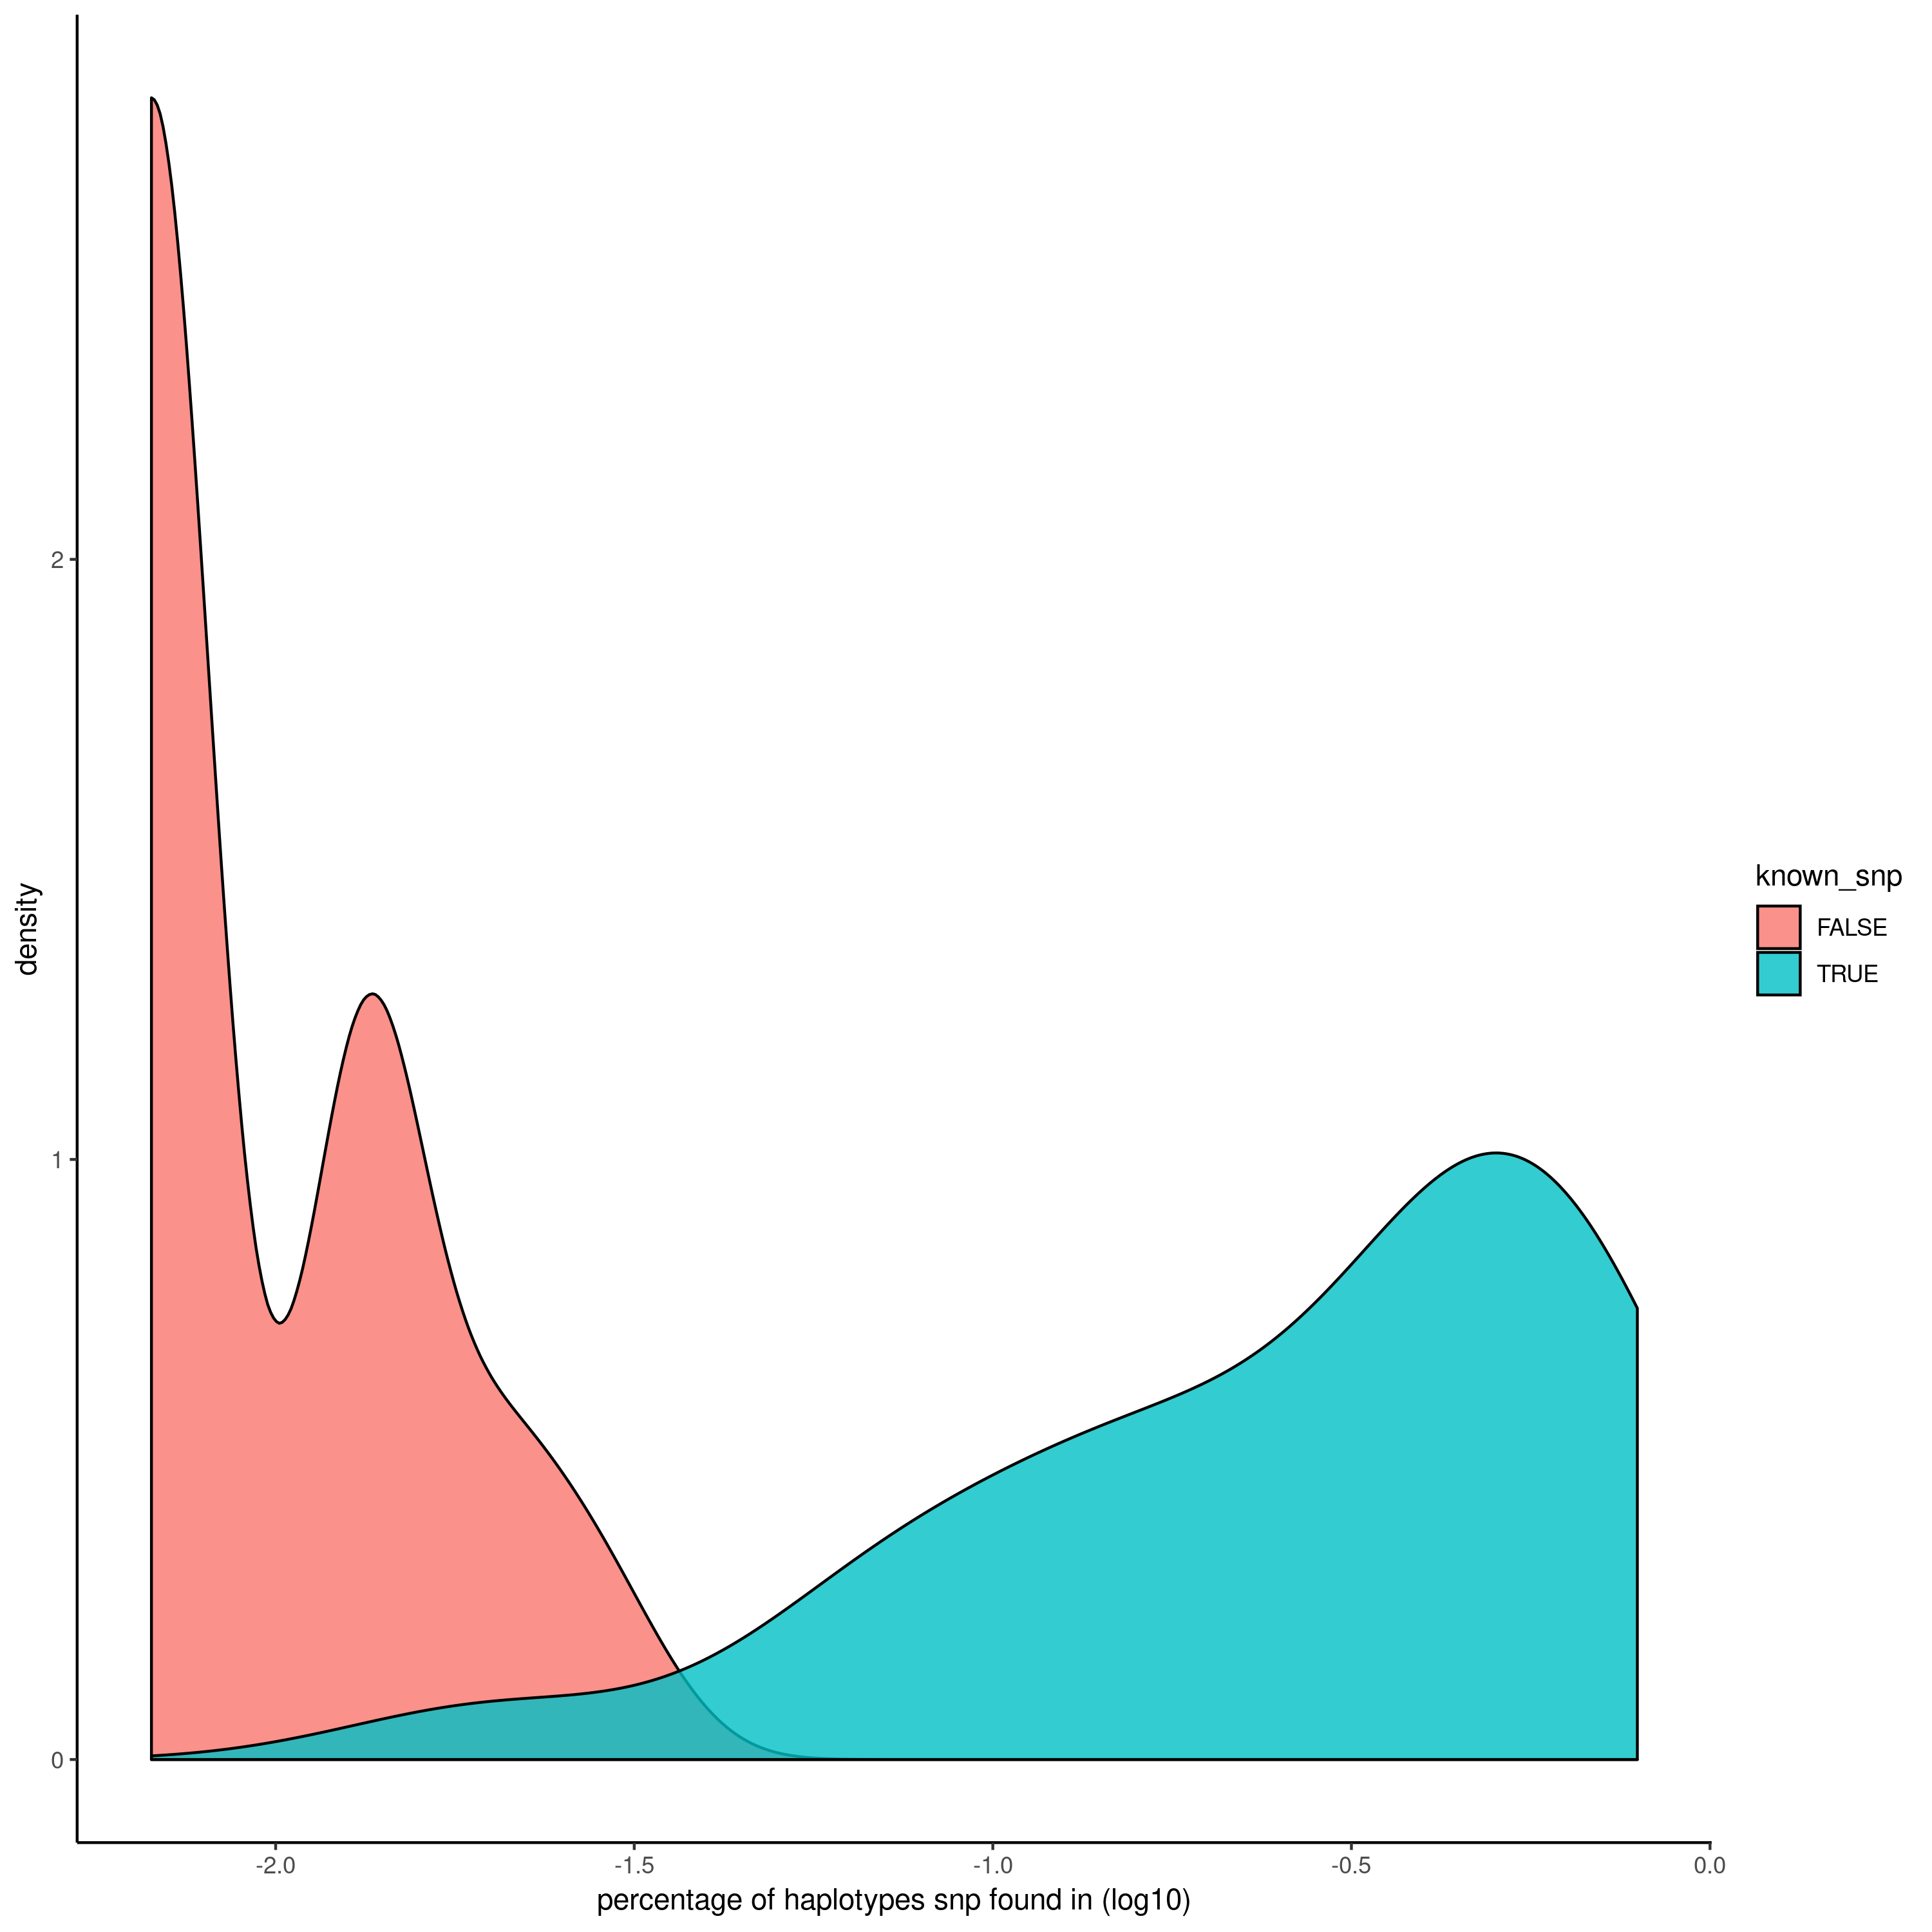 density
2
1
0
-2.0 -1.5 -1.0 -0.5 0.0
percentage of haplotypes snp found in (log10)
known_snp
FALSE
TRUE